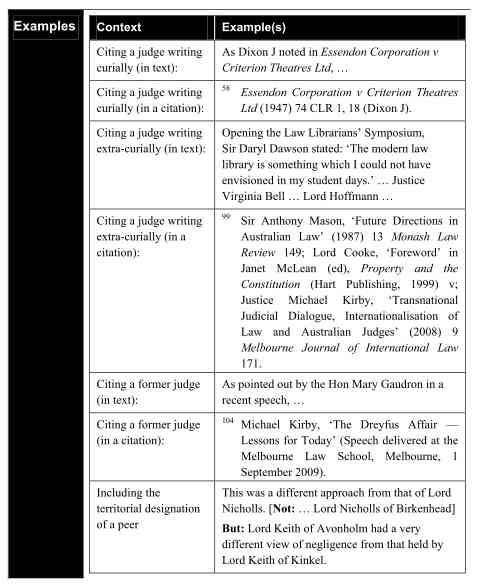 Examples
Context Example(s)
Citing a judge writing
curially (in text):
As Dixon J noted in Essendon Corporation v
Criterion Theatres Ltd, …
Citing a judge writing
curially (in a citation):
58 Essendon Corporation v Criterion Theatres
Ltd (1947) 74 CLR 1, 18 (Dixon J).
Citing a judge writing
extra-curially (in text):
Opening the Law Librarians’ Symposium,
Sir Daryl Dawson stated: ‘The modern law
library is something which I could not have
envisioned in my student days.’ … Justice
Virginia Bell … Lord Hoffmann …
Citing a judge writing
extra-curially (in a
citation):
99 Sir Anthony Mason, ‘Future Directions in
Australian Law’ (1987) 13 Monash Law
Review 149; Lord Cooke, ‘Foreword’ in
Janet McLean (ed), Property and the
Constitution (Hart Publishing, 1999) v;
Justice Michael Kirby, ‘Transnational
Judicial Dialogue, Internationalisation of
Law and Australian Judges’ (2008) 9
Melbourne Journal of International Law
171.
Citing a former judge
(in text):
As pointed out by the Hon Mary Gaudron in a
recent speech, …
Citing a former judge
(in a citation):
104 Michael Kirby, ‘The Dreyfus Affair —
Lessons for Today’ (Speech delivered at the
Melbourne Law School, Melbourne, 1
September 2009).
Including the
territorial designation
of a peer
This was a different approach from that of Lord
Nicholls. [Not: … Lord Nicholls of Birkenhead]
But: Lord Keith of Avonholm had a very
different view of negligence from that held by
Lord Keith of Kinkel.